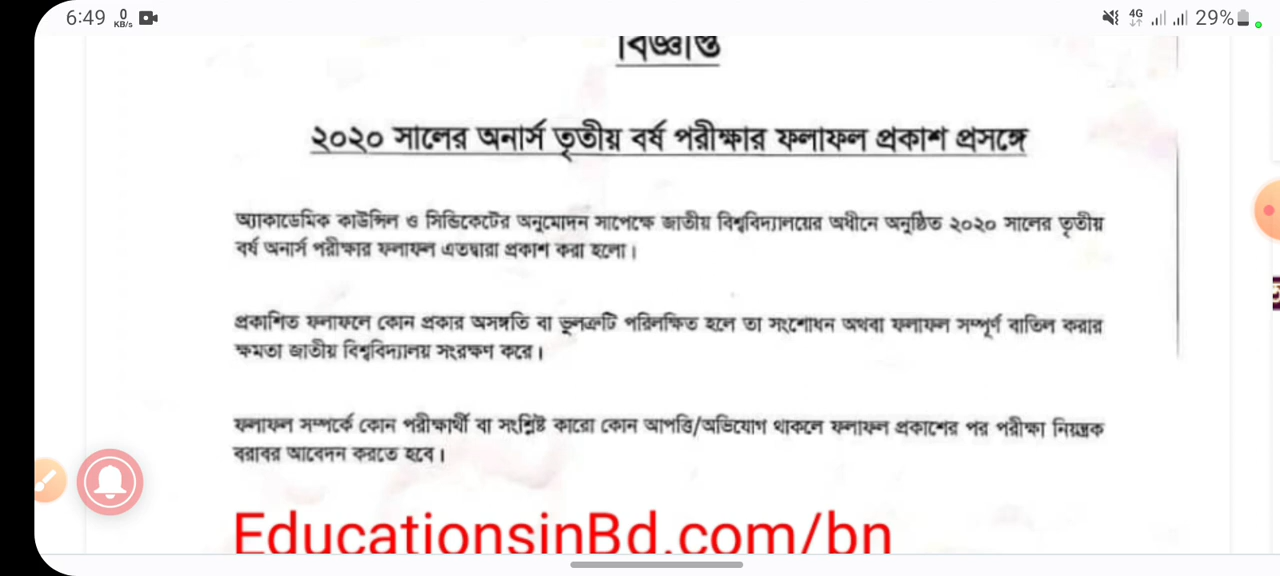 6:49 0 KB/s 4G 29%
বিজ্ঞপ্তি
২০২০ সালের অনার্স তৃতীয় বর্ষ পরীক্ষার ফলাফল প্রকাশ প্রসঙ্গে
অ্যাকাডেমিক কাউন্সিল ও সিন্ডিকেটের অনুমোদন সাপেক্ষে জাতীয় বিশ্ববিদ্যালয়ের অধীনে অনুষ্ঠিত ২০২০ সালের তৃতীয়
বর্ষ অনার্স পরীক্ষার ফলাফল এতদ্বারা প্রকাশ করা হলো।
প্রকাশিত ফলাফলে কোন প্রকার অসঙ্গতি বা ভুলত্রুটি পরিলক্ষিত হলে তা সংশোধন অথবা ফলাফল সম্পূর্ণ বাতিল করার
ক্ষমতা জাতীয় বিশ্ববিদ্যালয় সংরক্ষণ করে।
ফলাফল সম্পর্কে কোন পরীক্ষার্থী বা সংশ্লিষ্ট কারো কোন আপত্তি/অভিযোগ থাকলে ফলাফল প্রকাশের পর পরীক্ষা নিয়ন্ত্রক
বরাবর আবেদন করতে হবে।
EducationsinBd.com/bn